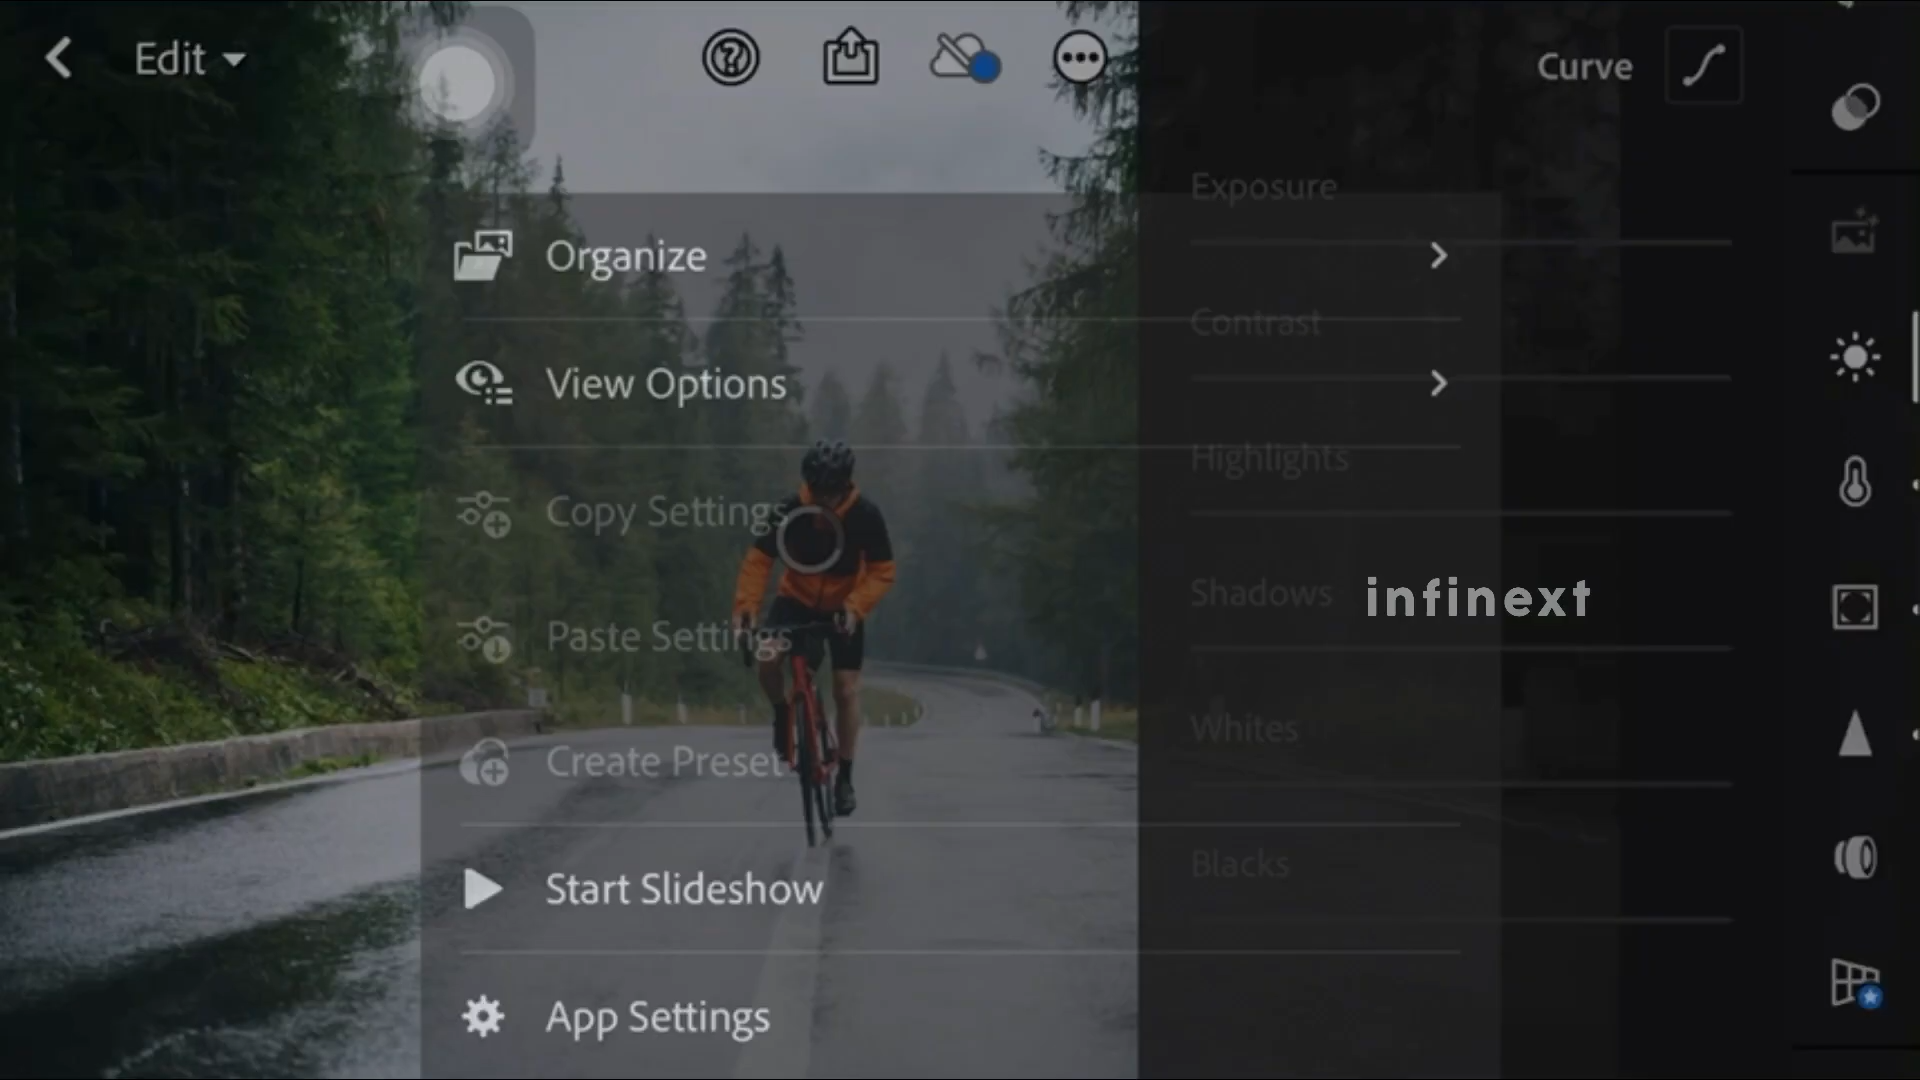 Edit
Curve
Exposure
Organize
Contrast
View Options
Highlights
Copy Settings
Shadows
infinext
Paste Settings
Whites
Create Preset
Blacks
Start Slideshow
App Settings